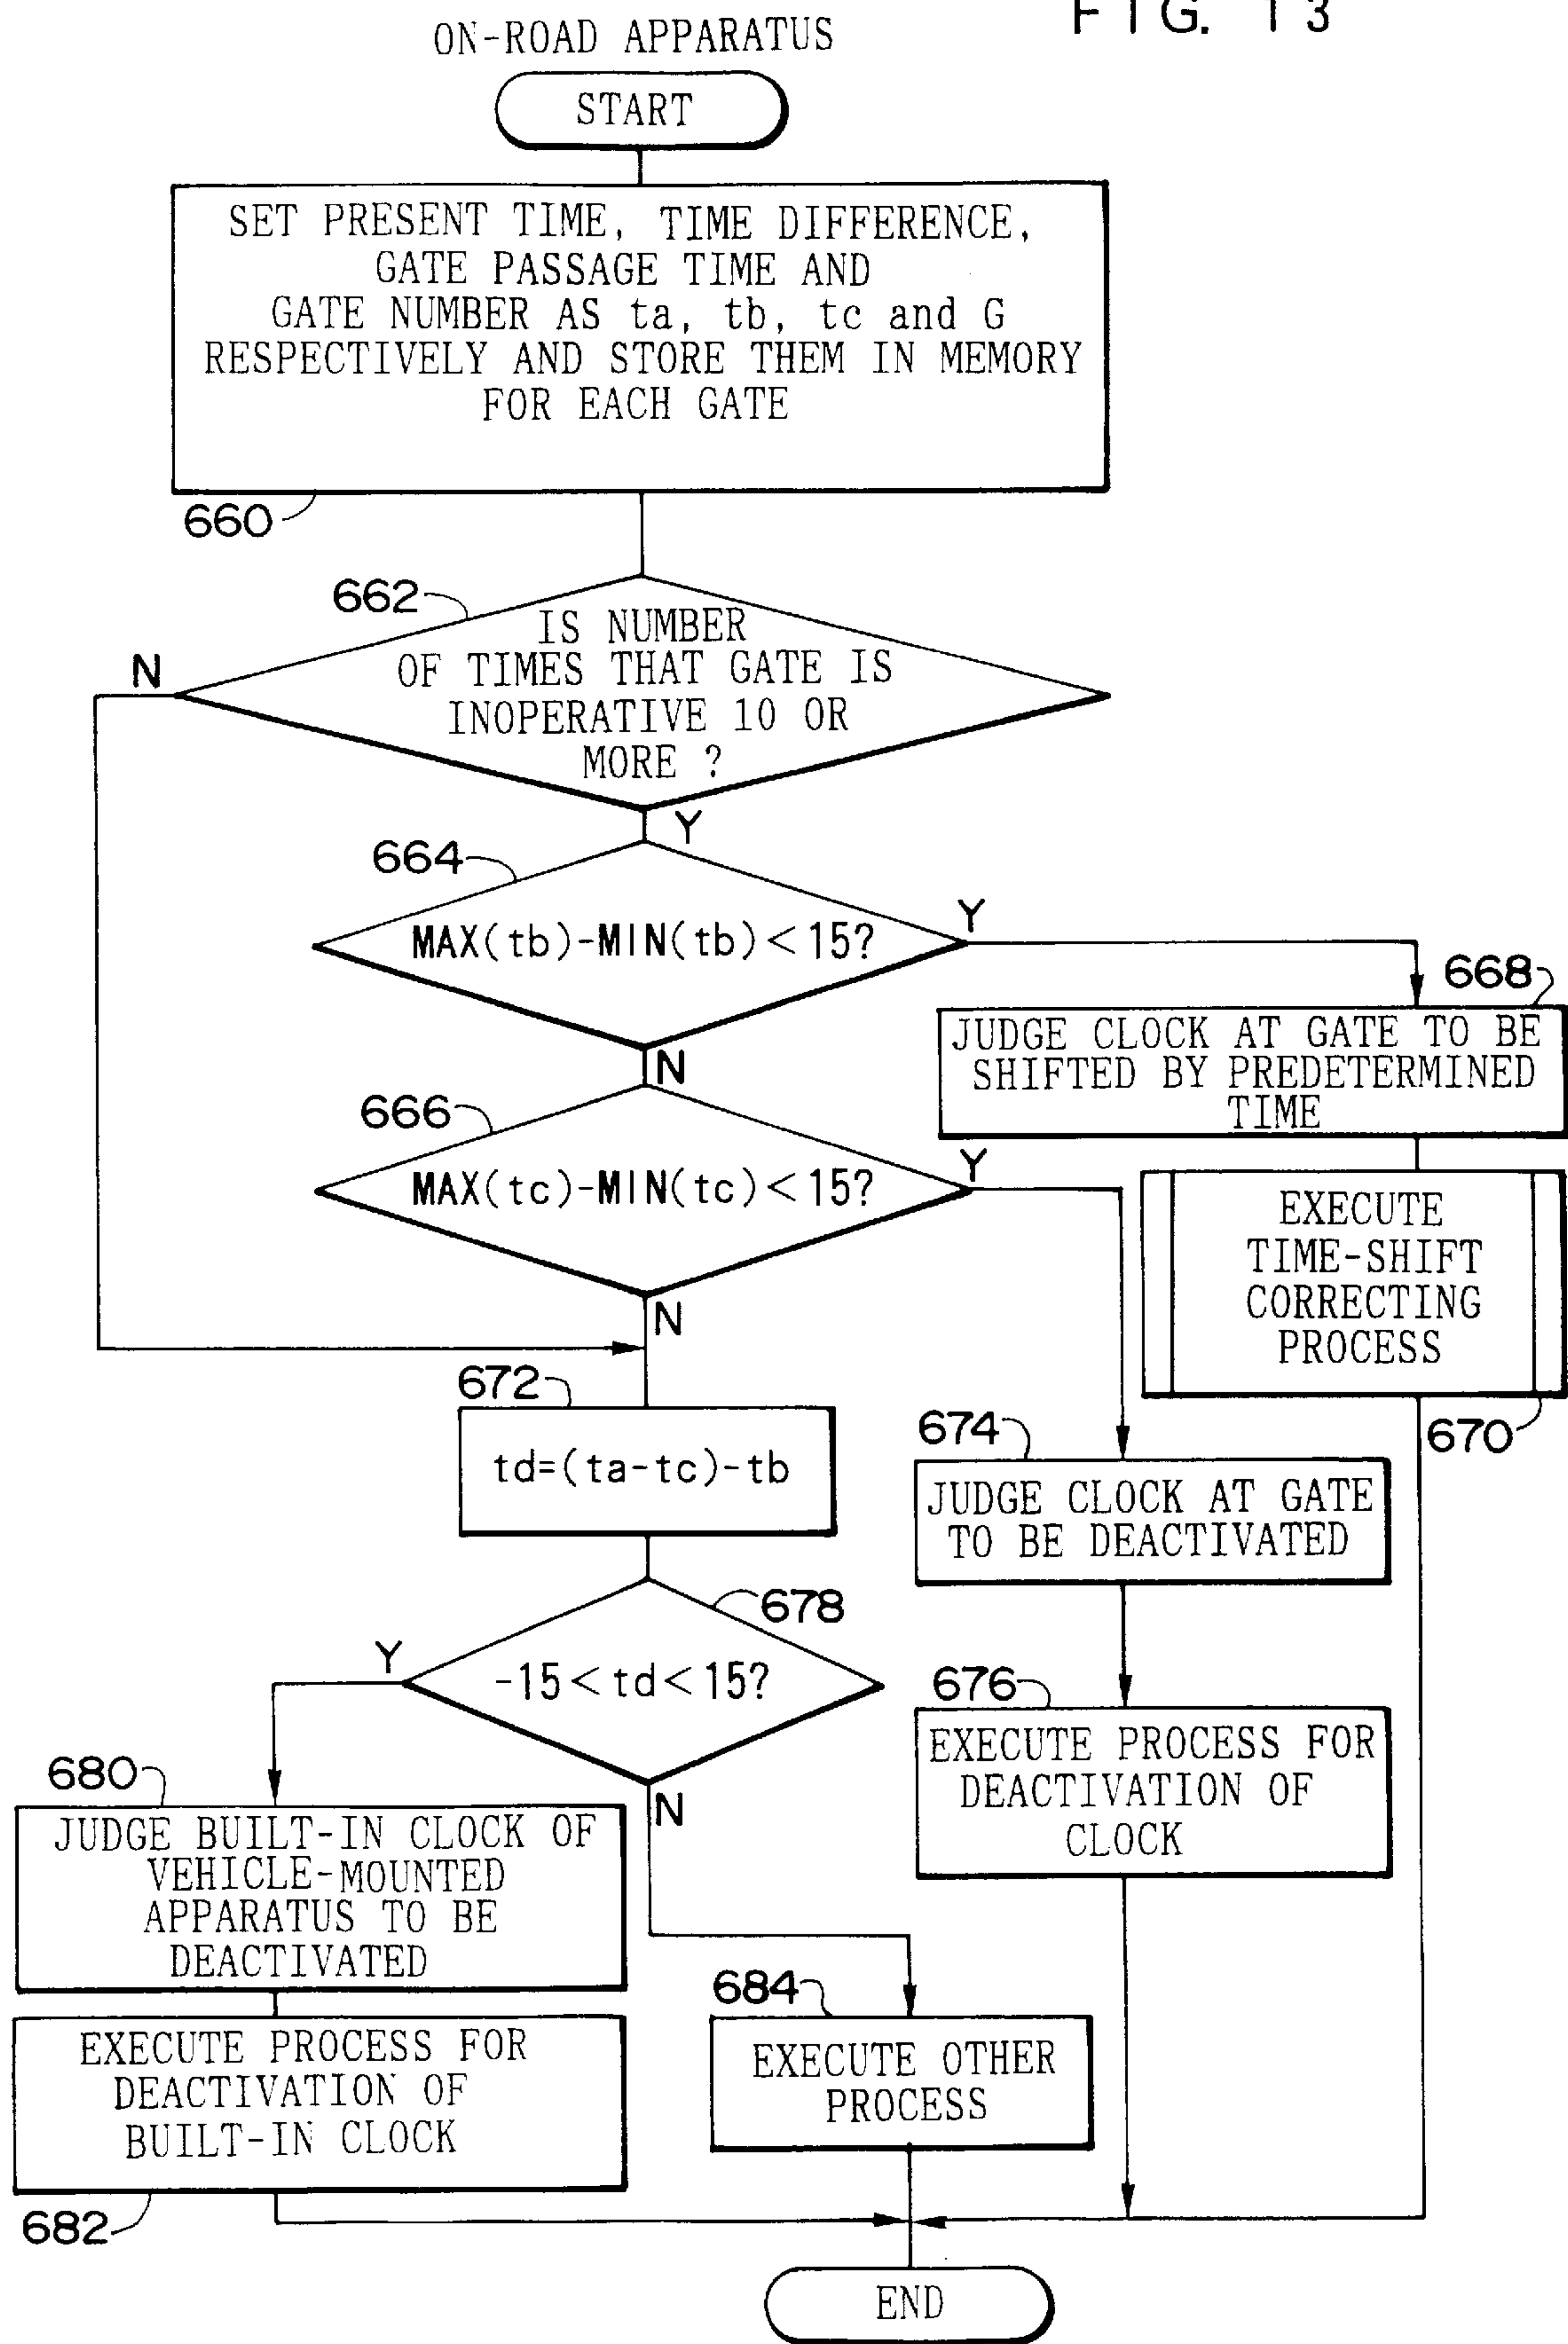 FIG. 13
ON-ROAD APPARATUS
START
SET PRESENT TIME, TIME DIFFERENCE,
GATE PASSAGE TIME AND
GATE NUMBER AS ta, tb, tc and G
RESPECTIVELY AND STORE THEM IN MEMORY
FOR EACH GATE
660
662
IS NUMBER
OF TIMES THAT GATE IS
INOPERATIVE 10 OR
MORE ?
N
Y
664
MAX(tb)-MIN(tb)<15?
Y
N
668
JUDGE CLOCK AT GATE TO BE
SHIFTED BY PREDETERMINED
TIME
666
MAX(tc)-MIN(tc)<15?
Y
N
EXECUTE
TIME-SHIFT
CORRECTING
PROCESS
670
672
td=(ta-tc)-tb
674
JUDGE CLOCK AT GATE
TO BE DEACTIVATED
678
-15<td<15?
Y
N
676
EXECUTE PROCESS FOR
DEACTIVATION OF
CLOCK
680
JUDGE BUILT-IN CLOCK OF
VEHICLE-MOUNTED
APPARATUS TO BE
DEACTIVATED
EXECUTE PROCESS FOR
DEACTIVATION OF
BUILT-IN CLOCK
682
684
EXECUTE OTHER
PROCESS
END